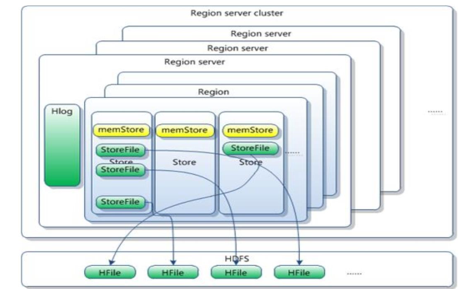 Region server cluster
Region server
Region server
Region server
Region
Hlog
memStore
memStore
memStore
StoreFile
StoreFile
Store
Store
Store
StoreFile
StoreFile
......
......
HDFS
HFile
HFile
HFile
HFile
......